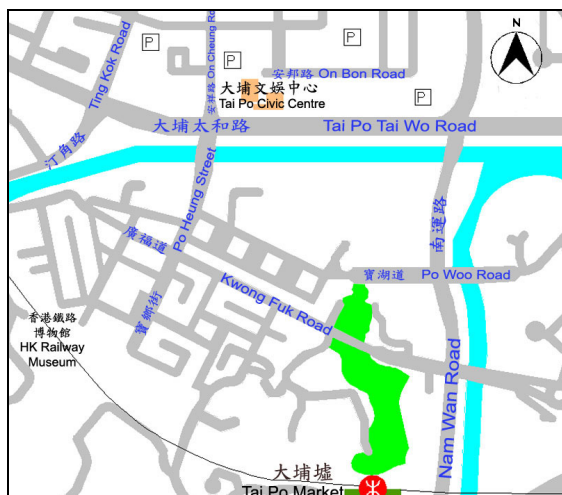 N
P
P
P
P
Ting Kok Road
汀角路
安祥路 On Cheung Rd
安邦路 On Bon Road
大埔文娛中心
Tai Po Civic Centre
大埔太和路 Tai Po Tai Wo Road
Po Heung Street
寶鄉街
廣福道
Kwong Fuk Road
南運路
Nam Wan Road
寶湖道 Po Woo Road
香港鐵路
博物館
HK Railway
Museum
大埔墟
Tai Po Market